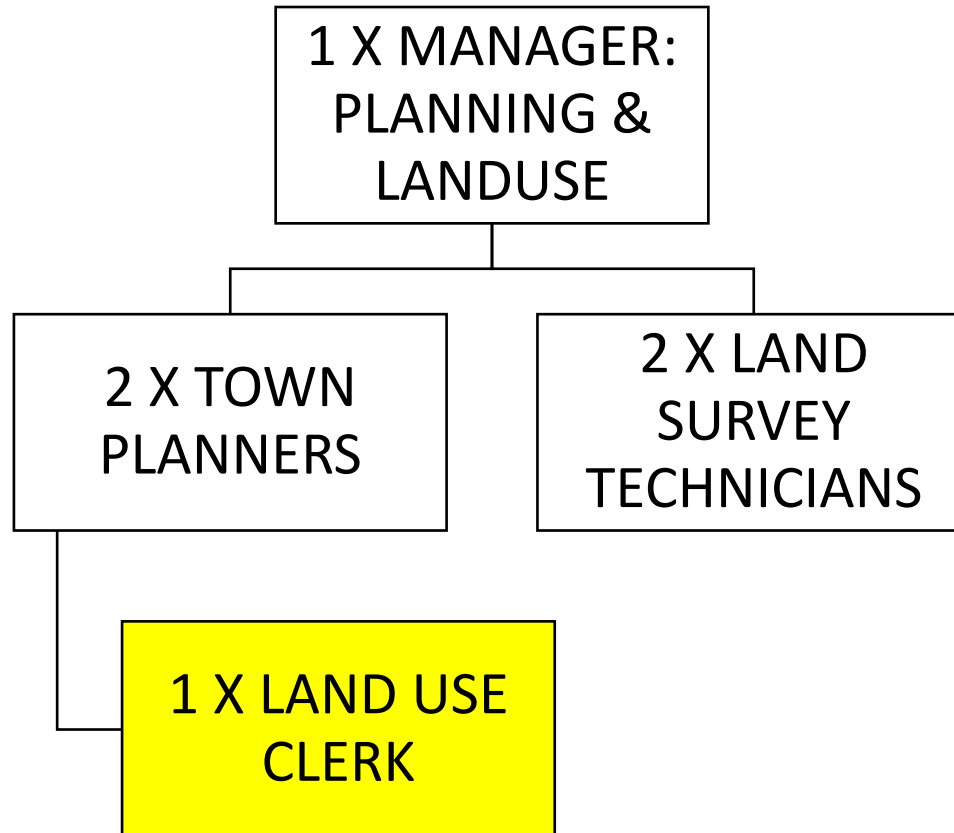 1 X MANAGER:
PLANNING &
LANDUSE
2 X TOWN
PLANNERS
2 X LAND
SURVEY
TECHNICIANS
1 X LAND USE
CLERK